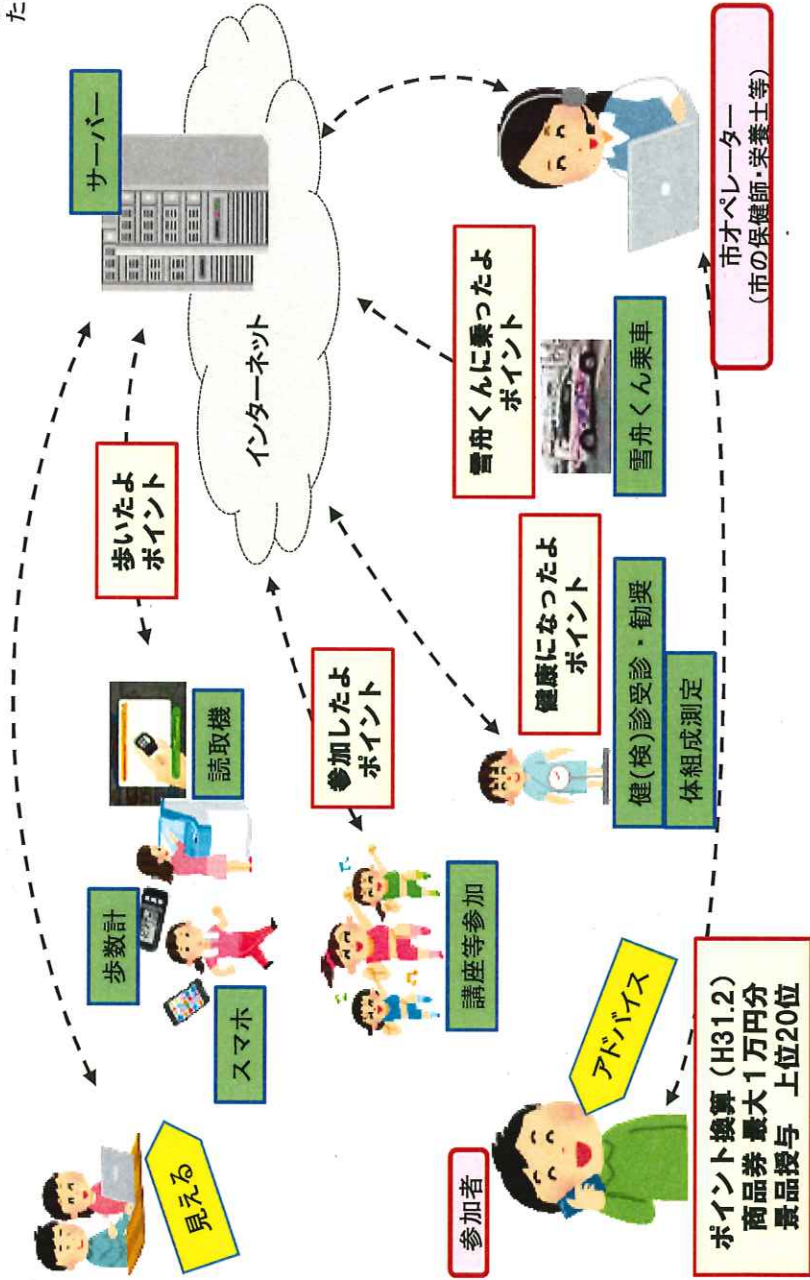 た
サーバー
インターネット
歩いたよ
ポイント
見える
歩数計
スマホ
読取機
参加したよ
ポイント
講座等参加
健康になったよ
ポイント
健(検)診受診・勧奨
体組成測定
雪舟くんに乗ったよ
ポイント
雪舟くん乗車
市オペレーター
(市の保健師・栄養士等)
参加者
アドバイス
ポイント換算(H31.2)
商品券 最大1万円分
景品授与 上位20位